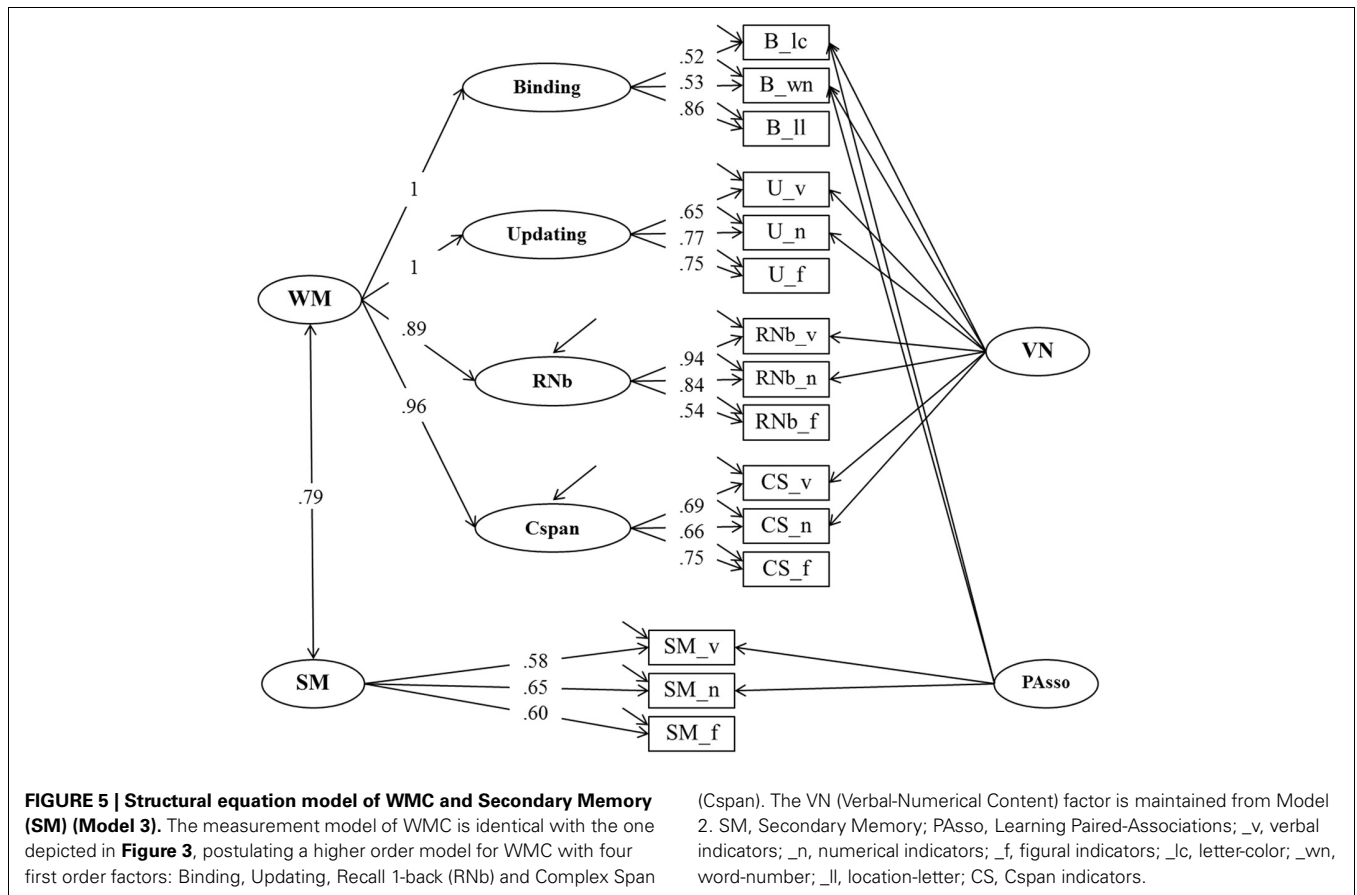 B_lc
.52
Binding
.53
B_wn
.86
B_ll
1
U_v
.65
Updating
U_n
.77
1
.75
U_f
WM
.89
RNb_v
VN
.94
RNb
RNb_n
.84
.96
.54
RNb_f
CS_v
.79
.69
Cspan
CS_n
.66
.75
CS_f
SM_v
.58
SM
.65
SM_n
PAsso
.60
SM_f
FIGURE 5 | Structural equation model of WMC and Secondary Memory
(SM) (Model 3). The measurement model of WMC is identical with the one
depicted in Figure 3, postulating a higher order model for WMC with four
first order factors: Binding, Updating, Recall 1-back (RNb) and Complex Span
(Cspan). The VN (Verbal-Numerical Content) factor is maintained from Model
2. SM, Secondary Memory; PAsso, Learning Paired-Associations; _v, verbal
indicators; _n, numerical indicators; _f, figural indicators; _lc, letter-color; _wn,
word-number; _ll, location-letter; CS, Cspan indicators.